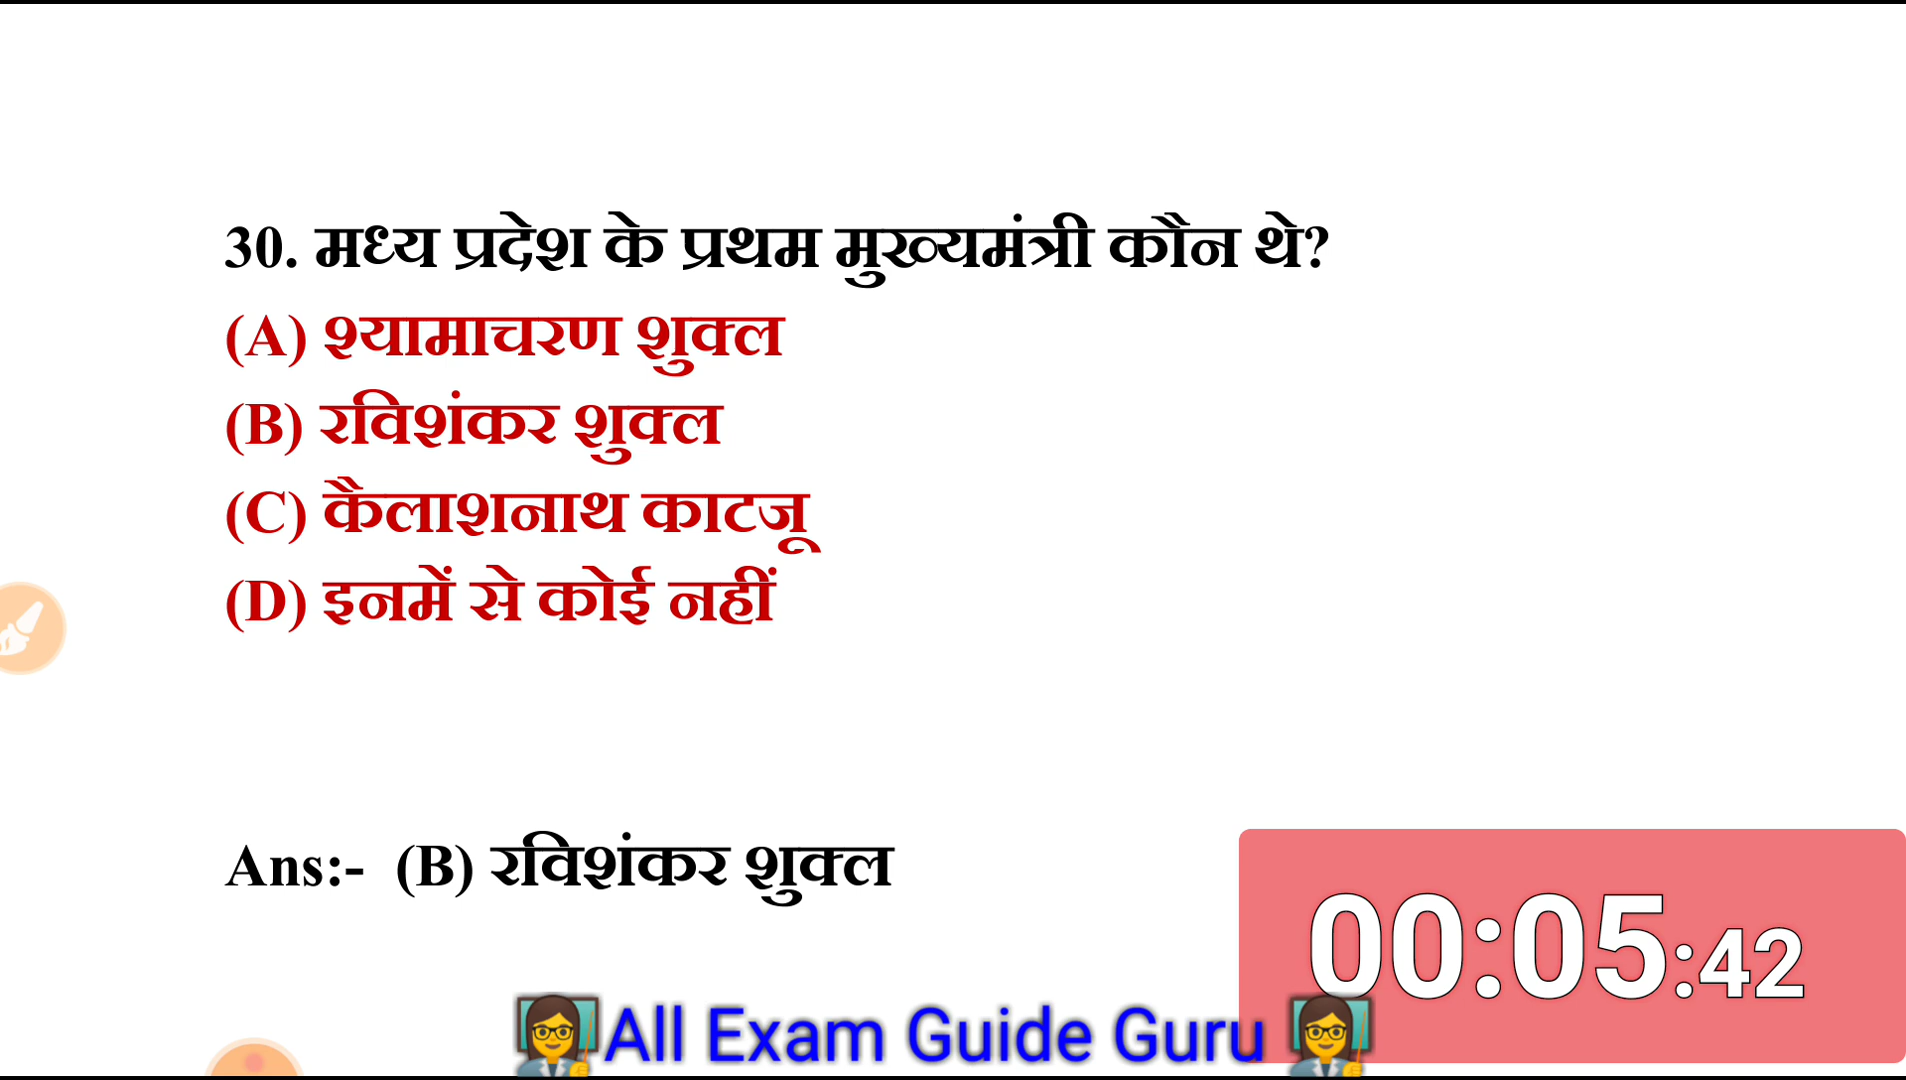 30. मध्य प्रदेश के प्रथम मुख्यमंत्री कौन थे?
(A) श्यामाचरण शुक्ल
(B) रविशंकर शुक्ल
(C) कैलाशनाथ काटजू
(D) इनमें से कोई नहीं
Ans:- (B) रविशंकर शुक्ल
00:05:42
All Exam Guide Guru